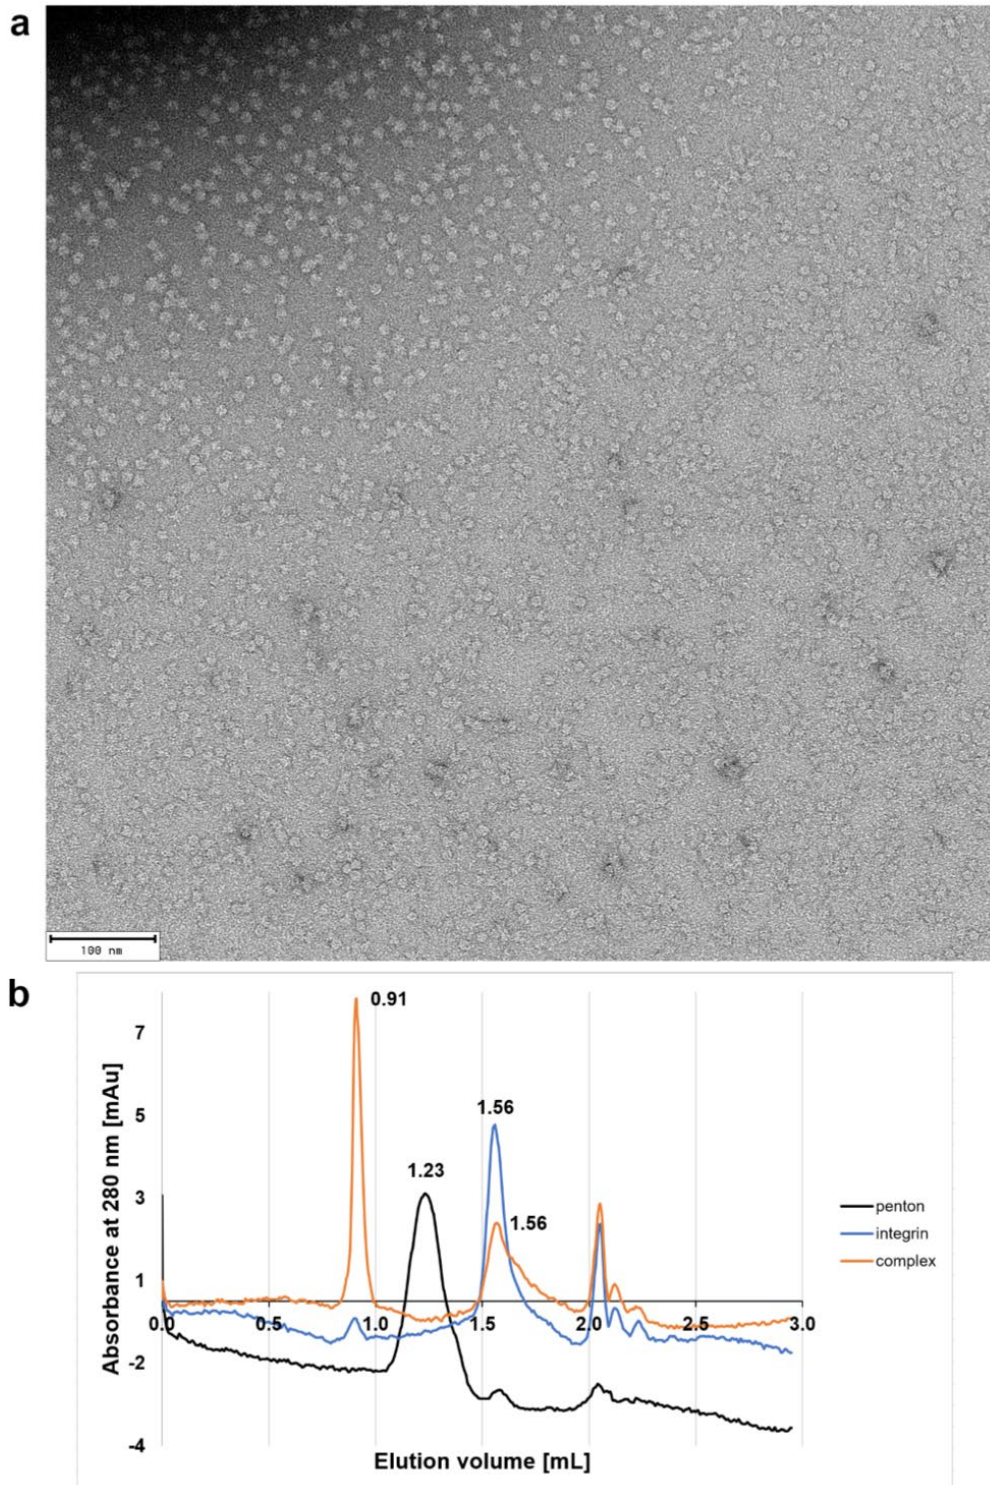 a
100 nm
b
0.91
1.56
1.23
1.56
Absorbance at 280 nm [mAu]
7
5
3
1
-2
-4
0.0
0.5
1.0
1.5
2.0
2.5
3.0
Elution volume [mL]
penton
integrin
complex